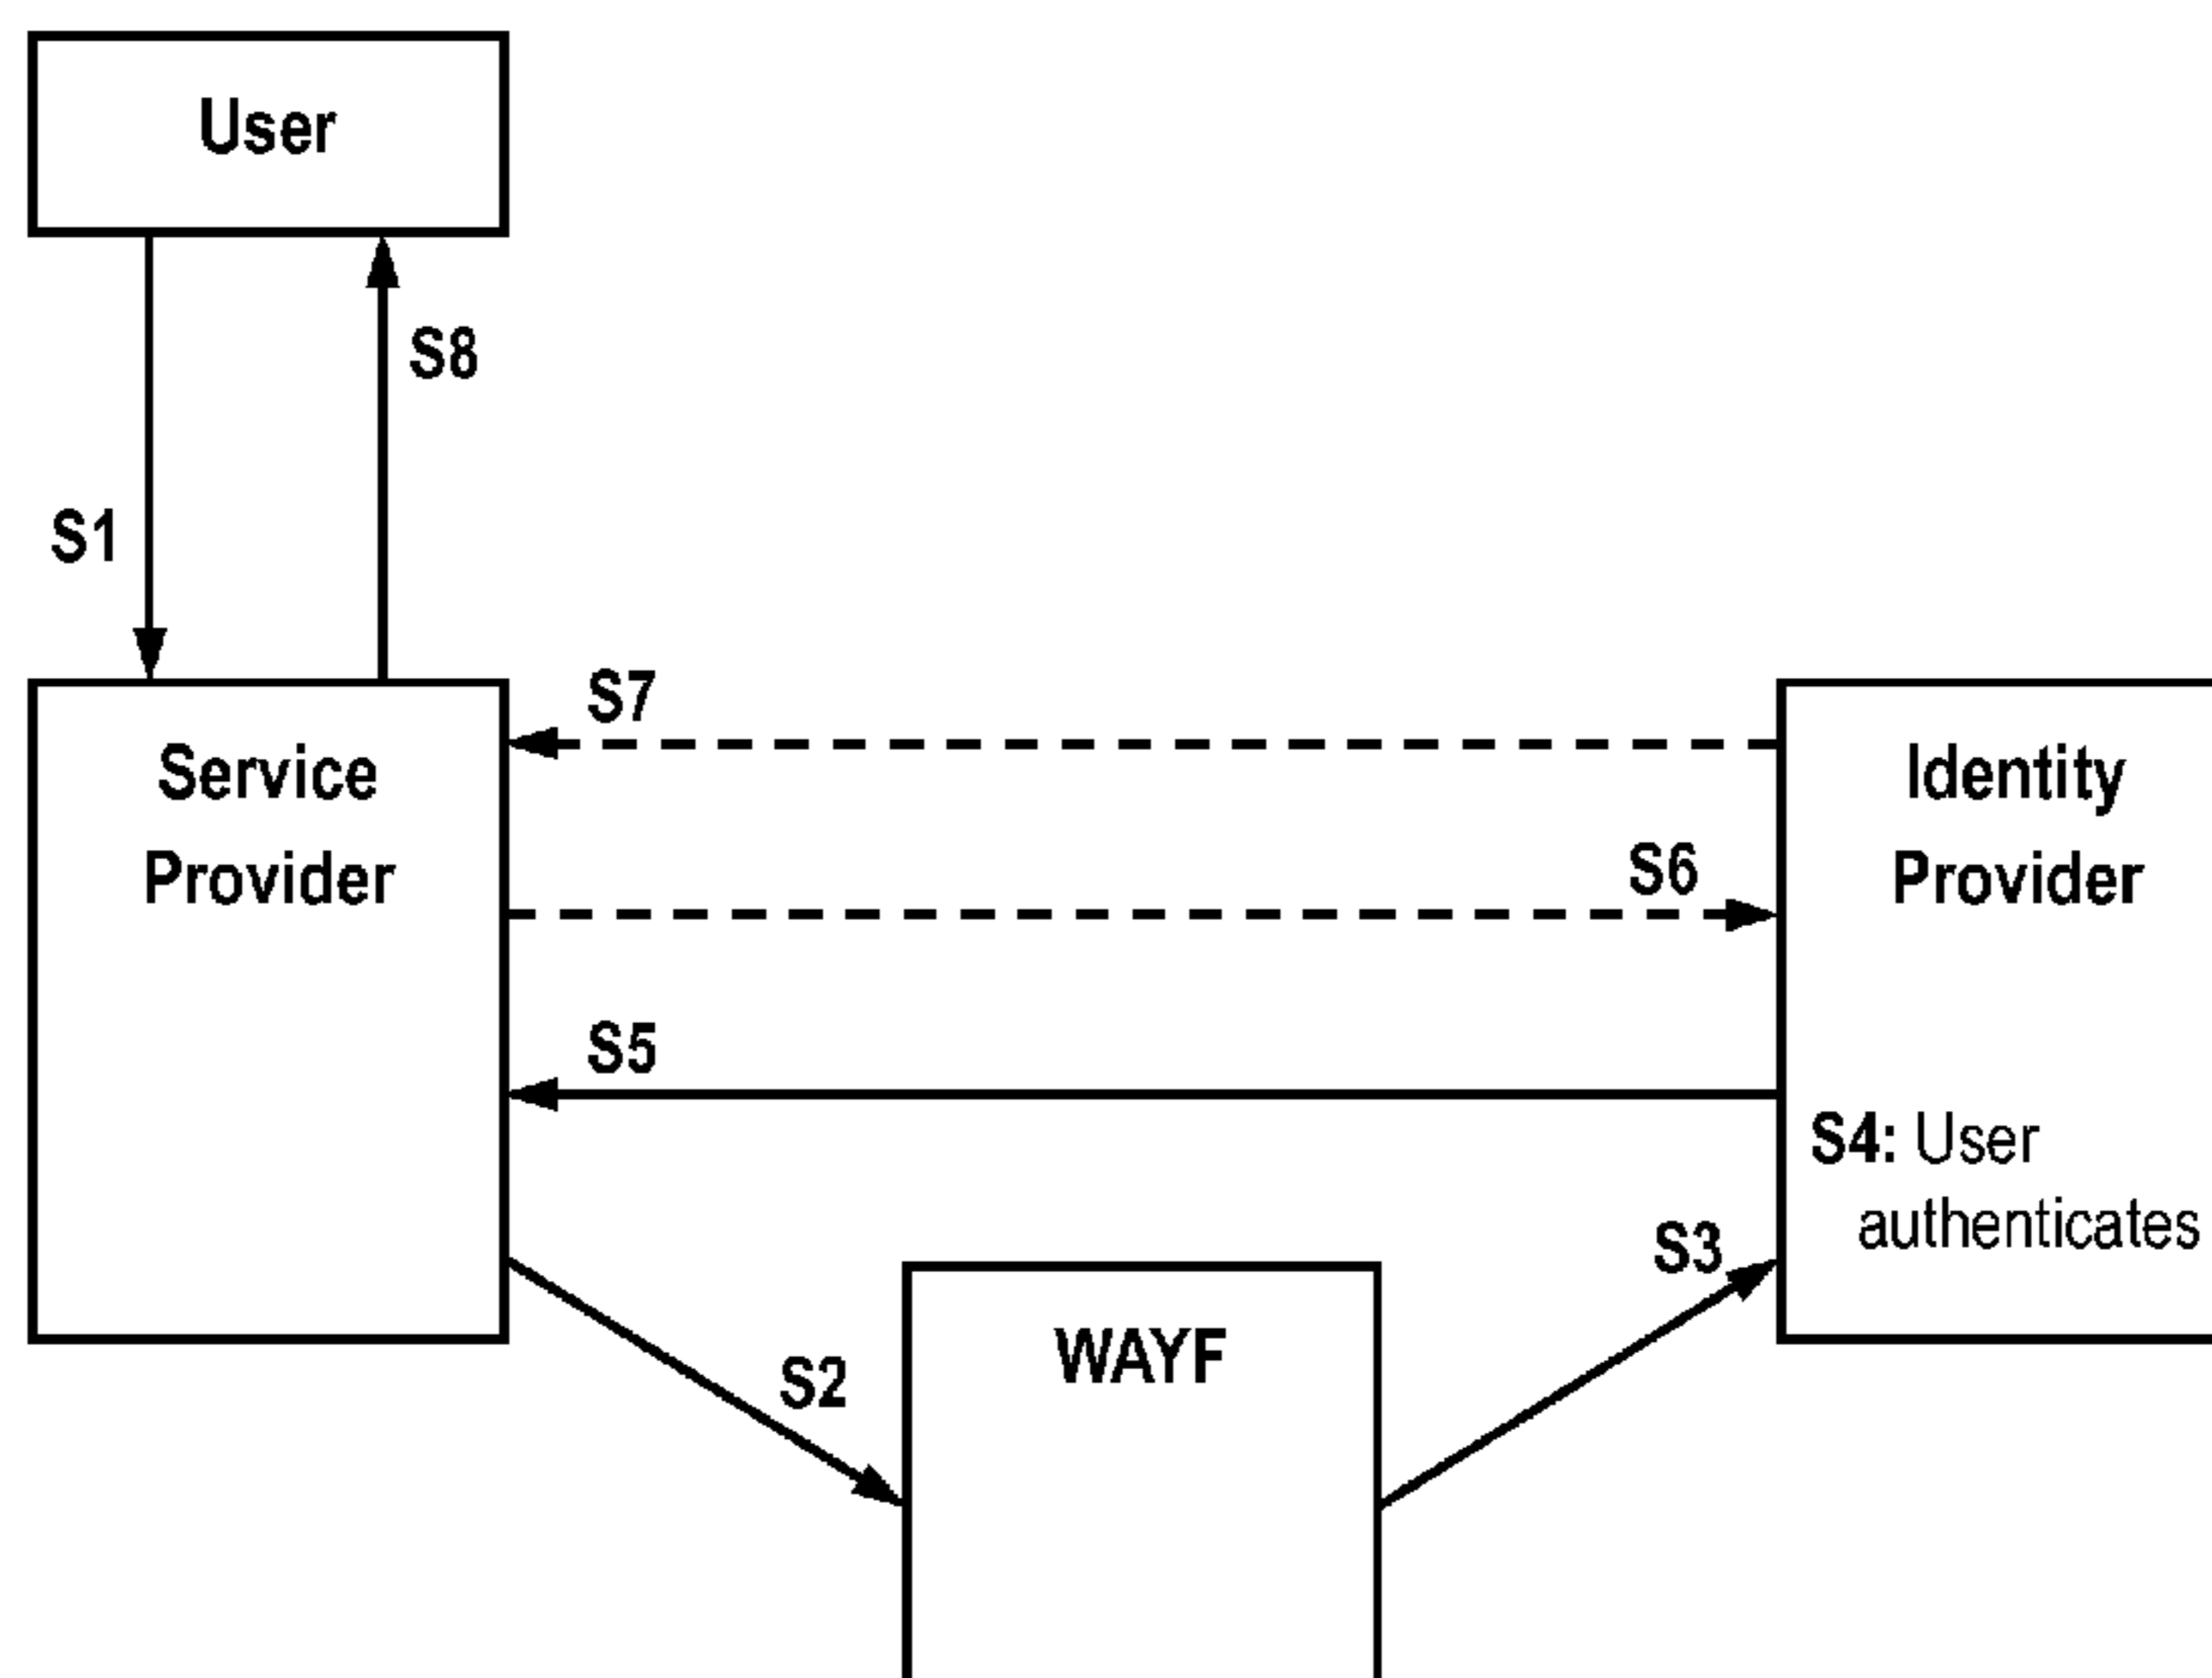 User
S8
S1
S7
Service
Provider
Identity
Provider
S6
S5
S4: User
authenticates
S3
WAYF
S2